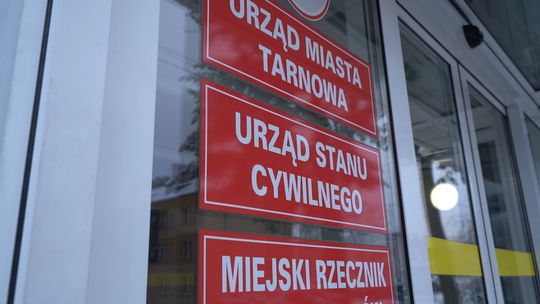 URZĄD MIASTA
TARNOWA
URZĄD STANU
CYWILNEGO
MIEJSKI RZECZNIK